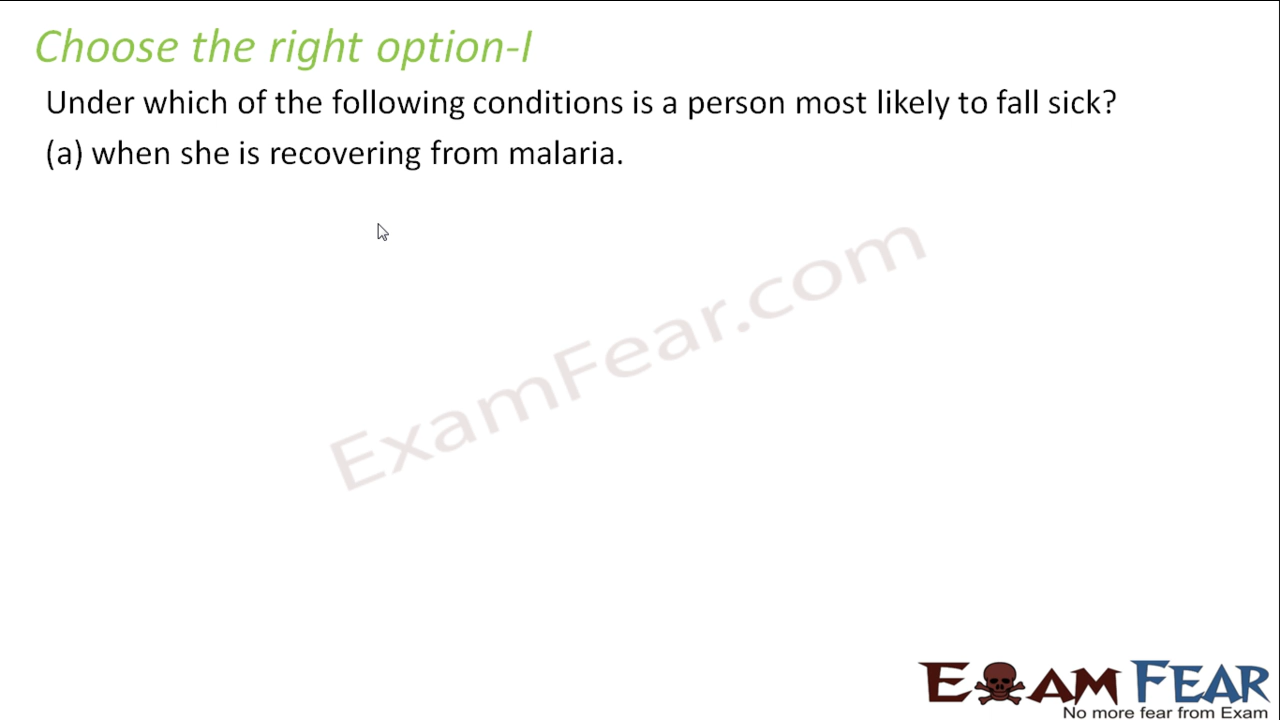 Choose the right option-I
Under which of the following conditions is a person most likely to fall sick?
(a) when she is recovering from malaria.
ExamFear.com
EXAM FEAR
No more fear from Exam